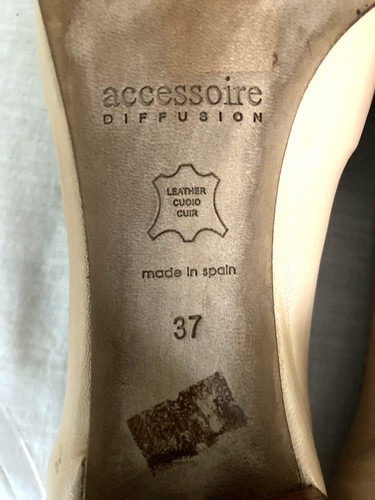 accessoire
DIFFUSION
LEATHER
CUOIO
CUIR
made in spain
37